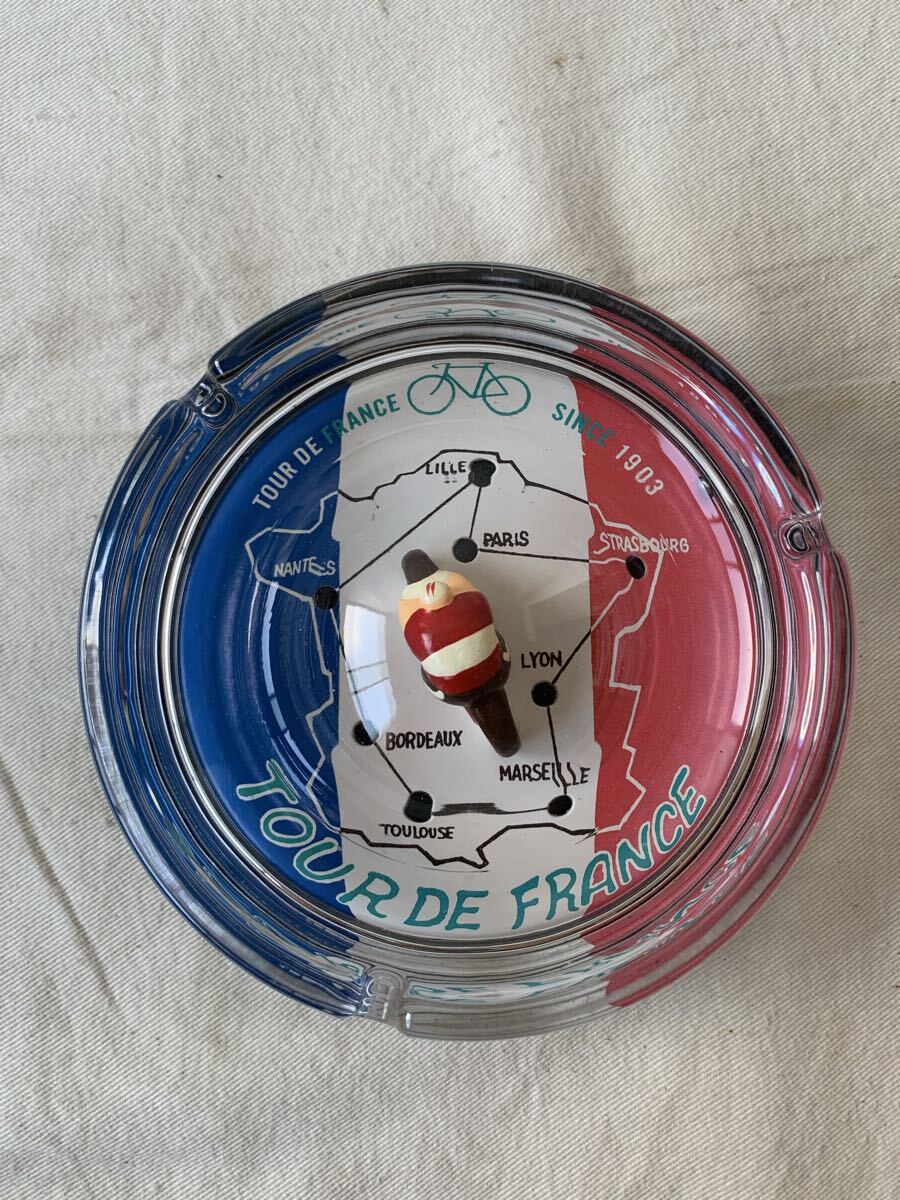 TOUR DE FRANCE SINCE 1903
LILLE
PARIS
STRASBOURG
NANTES
LYON
BORDEAUX
MARSEILLE
TOULOUSE
TOUR DE FRANCE